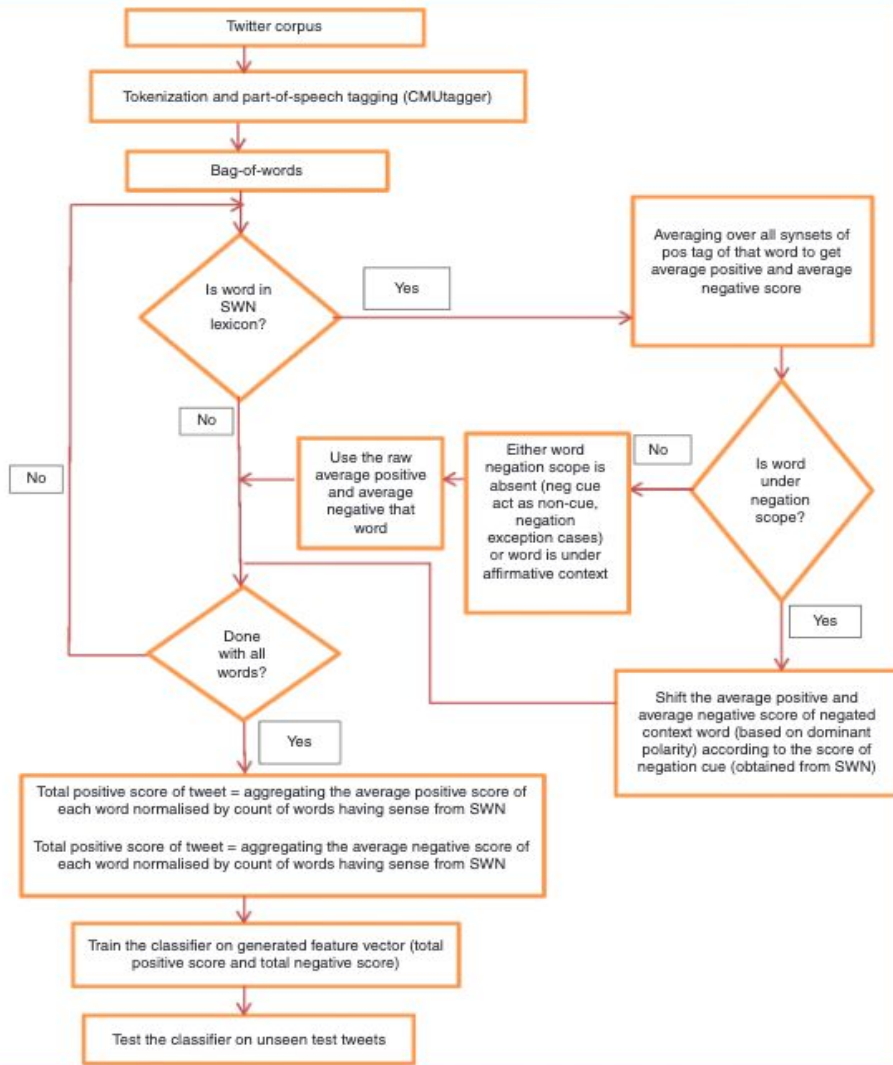 Twitter corpus
Tokenization and part-of-speech tagging (CMUtagger)
Bag-of-words
Is word in
SWN
lexicon?
Yes
Averaging over all synsets of
pos tag of that word to get
average positive and average
negative score
No
Is word
under
negation
scope?
No
Either word
negation scope is
absent (neg cue
act as non-cue,
negation
exception cases)
or word is under
affirmative context
Use the raw
average positive
and average
negative that
word
Yes
Shift the average positive and
average negative score of negated
context word (based on dominant
polarity) according to the score of
negation cue (obtained from SWN)
No
Done
with all
words?
Yes
Total positive score of tweet = aggregating the average positive score of
each word normalised by count of words having sense from SWN
Total positive score of tweet = aggregating the average negative score of
each word normalised by count of words having sense from SWN
Train the classifier on generated feature vector (total
positive score and total negative score)
Test the classifier on unseen test tweets